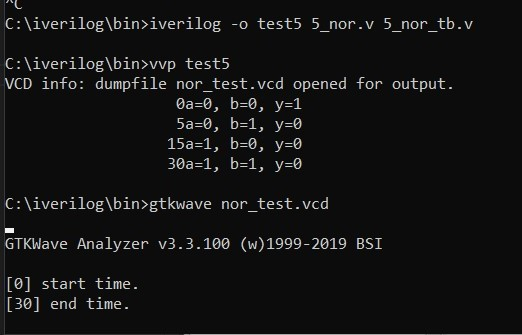 ^C
C:\iverilog\bin>iverilog -o test5 5_nor.v 5_nor_tb.v
C:\iverilog\bin>vvp test5
VCD info: dumpfile nor_test.vcd opened for output.
0a=0, b=0, y=1
5a=0, b=1, y=0
15a=1, b=0, y=0
30a=1, b=1, y=0
C:\iverilog\bin>gtkwave nor_test.vcd
GTKWave Analyzer v3.3.100 (w)1999-2019 BSI
[0] start time.
[30] end time.